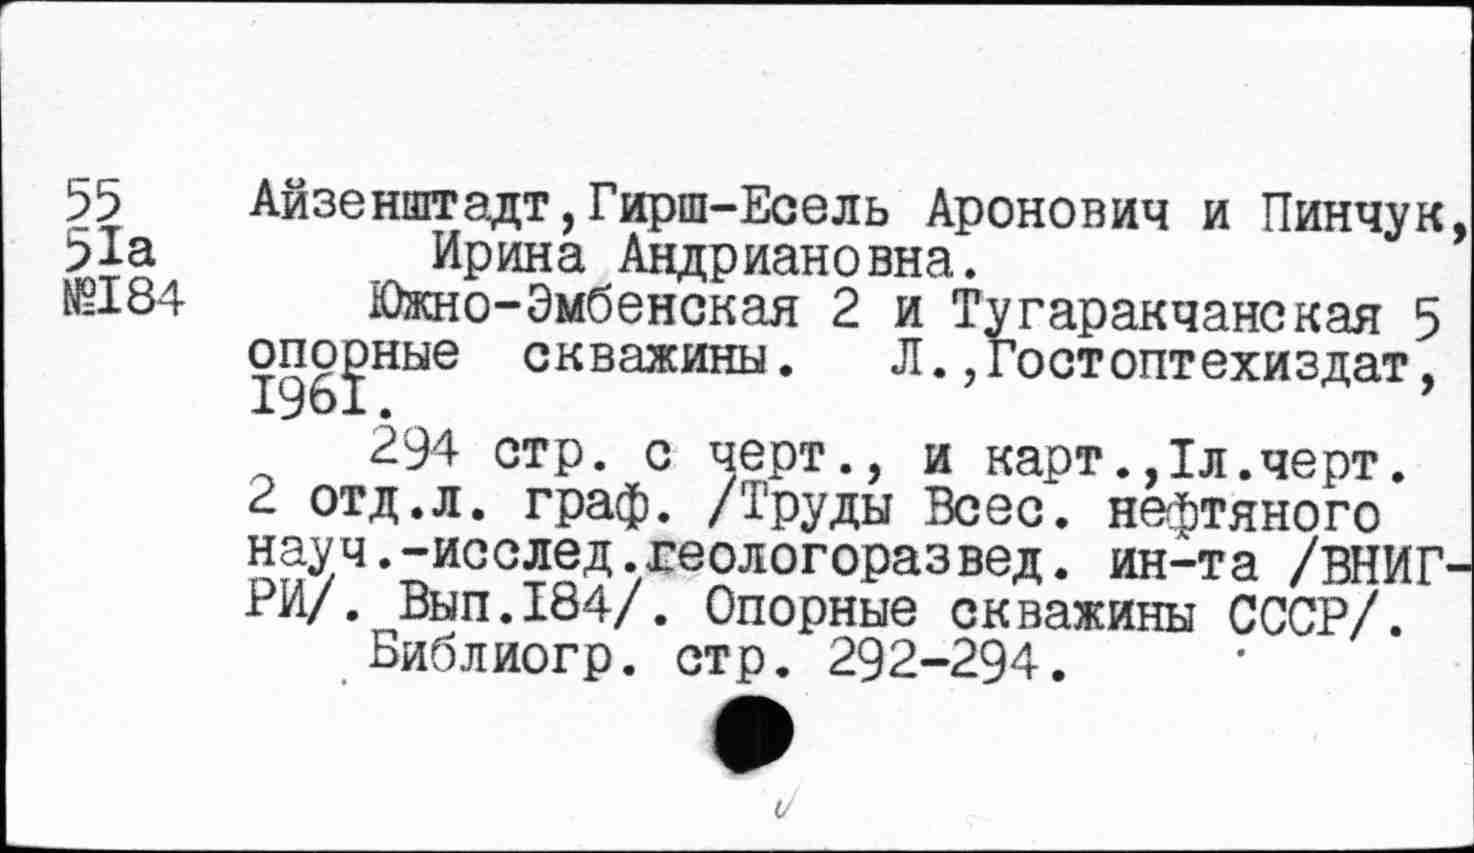 55 Айзенштадт,Гирш-Есель Аронович и Пинчук,
51а Ирина Андриановна.
№184 Южно-Эмбенская 2 и Тугаракчанская 5
опорные скважины. Л.,Гостоптехиздат,
1961.
294 стр. с черт., и карт.,1л.черт.
2 отд.л. граф. /Труды Всес. нефтяного
науч.-исслед.геологоразвед. ин-та /ВНИГ-
РИ/. Вып.184/. Опорные скважины СССР/.
Библиогр. стр. 292-294.